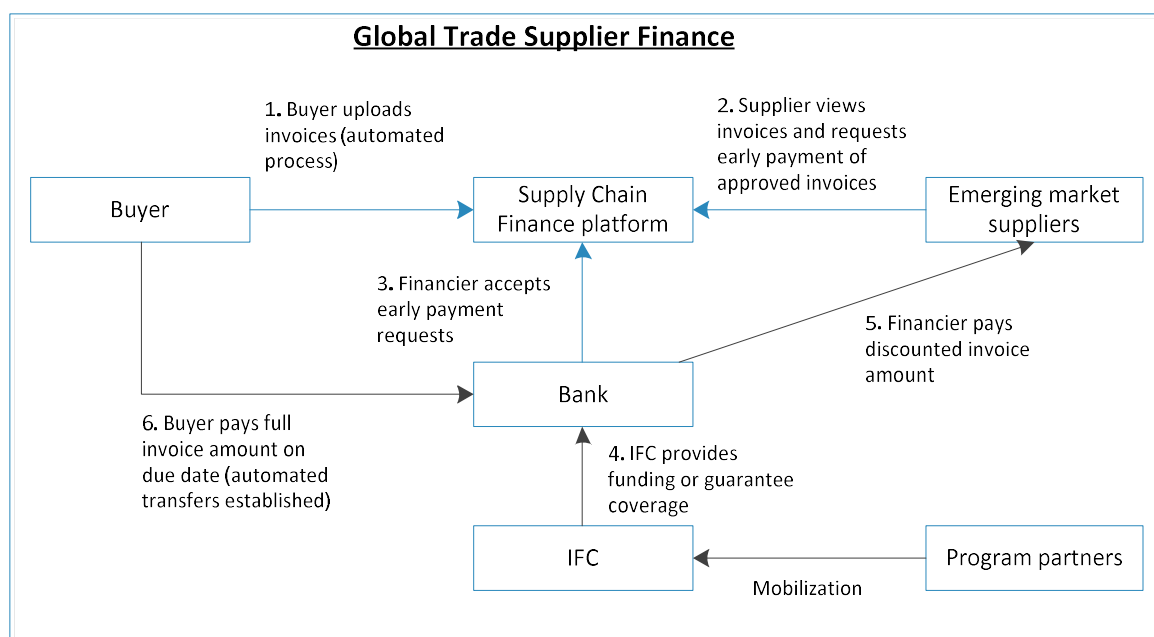 Global Trade Supplier Finance
1. Buyer uploads
invoices (automated
process)
2. Supplier views
invoices and requests
early payment of
approved invoices
Buyer
Supply Chain
Finance platform
Emerging market
suppliers
3. Financier accepts
early payment
requests
5. Financier pays
discounted invoice
amount
Bank
6. Buyer pays full
invoice amount on
due date (automated
transfers established)
4. IFC provides
funding or guarantee
coverage
IFC
Program partners
Mobilization